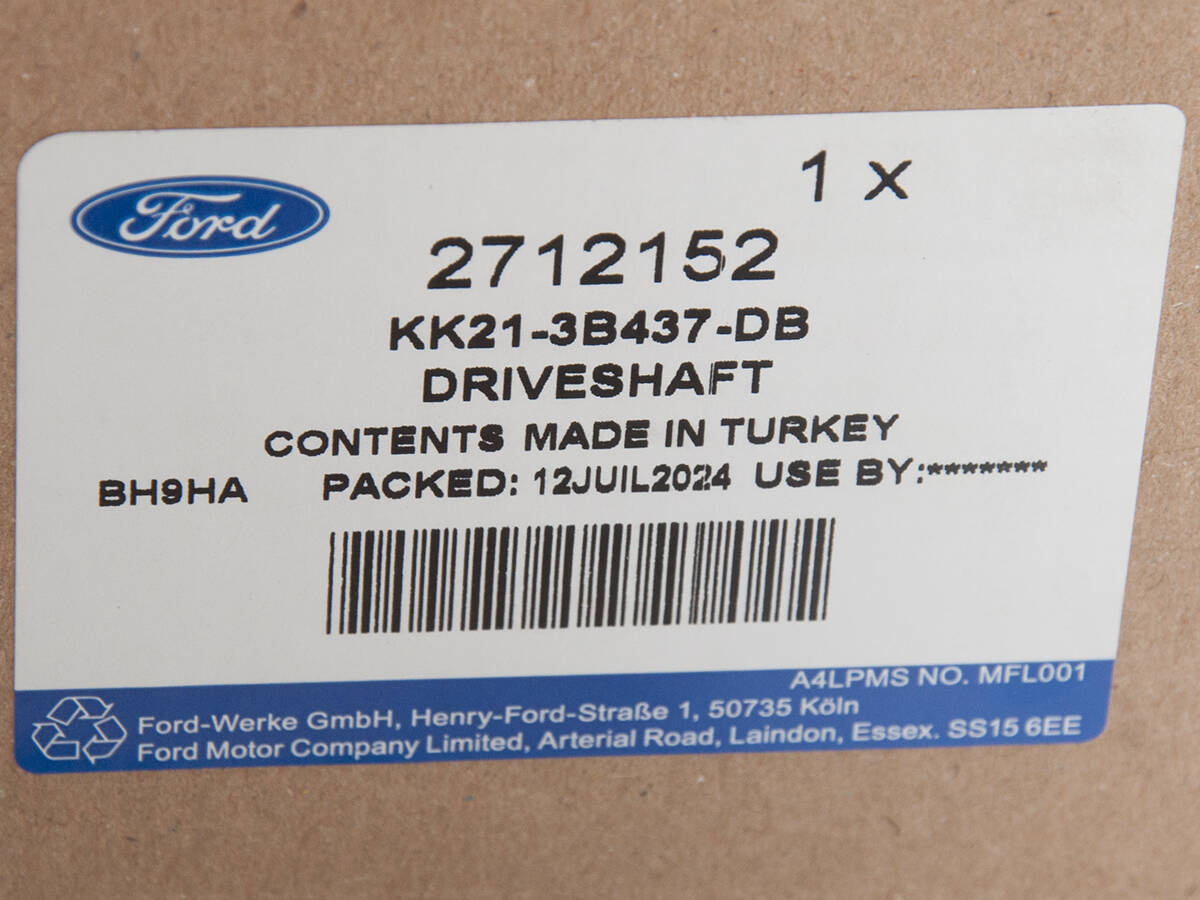 Ford
1 x
2712152
KK21-3B437-DB
DRIVESHAFT
CONTENTS MADE IN TURKEY
BH9HA PACKED: 12JUIL2024 USE BY:*******
A4LPMS NO. MFL001
Ford-Werke GmbH, Henry-Ford-Straße 1, 50735 Köln
Ford Motor Company Limited, Arterial Road, Laindon, Essex. SS15 6EE